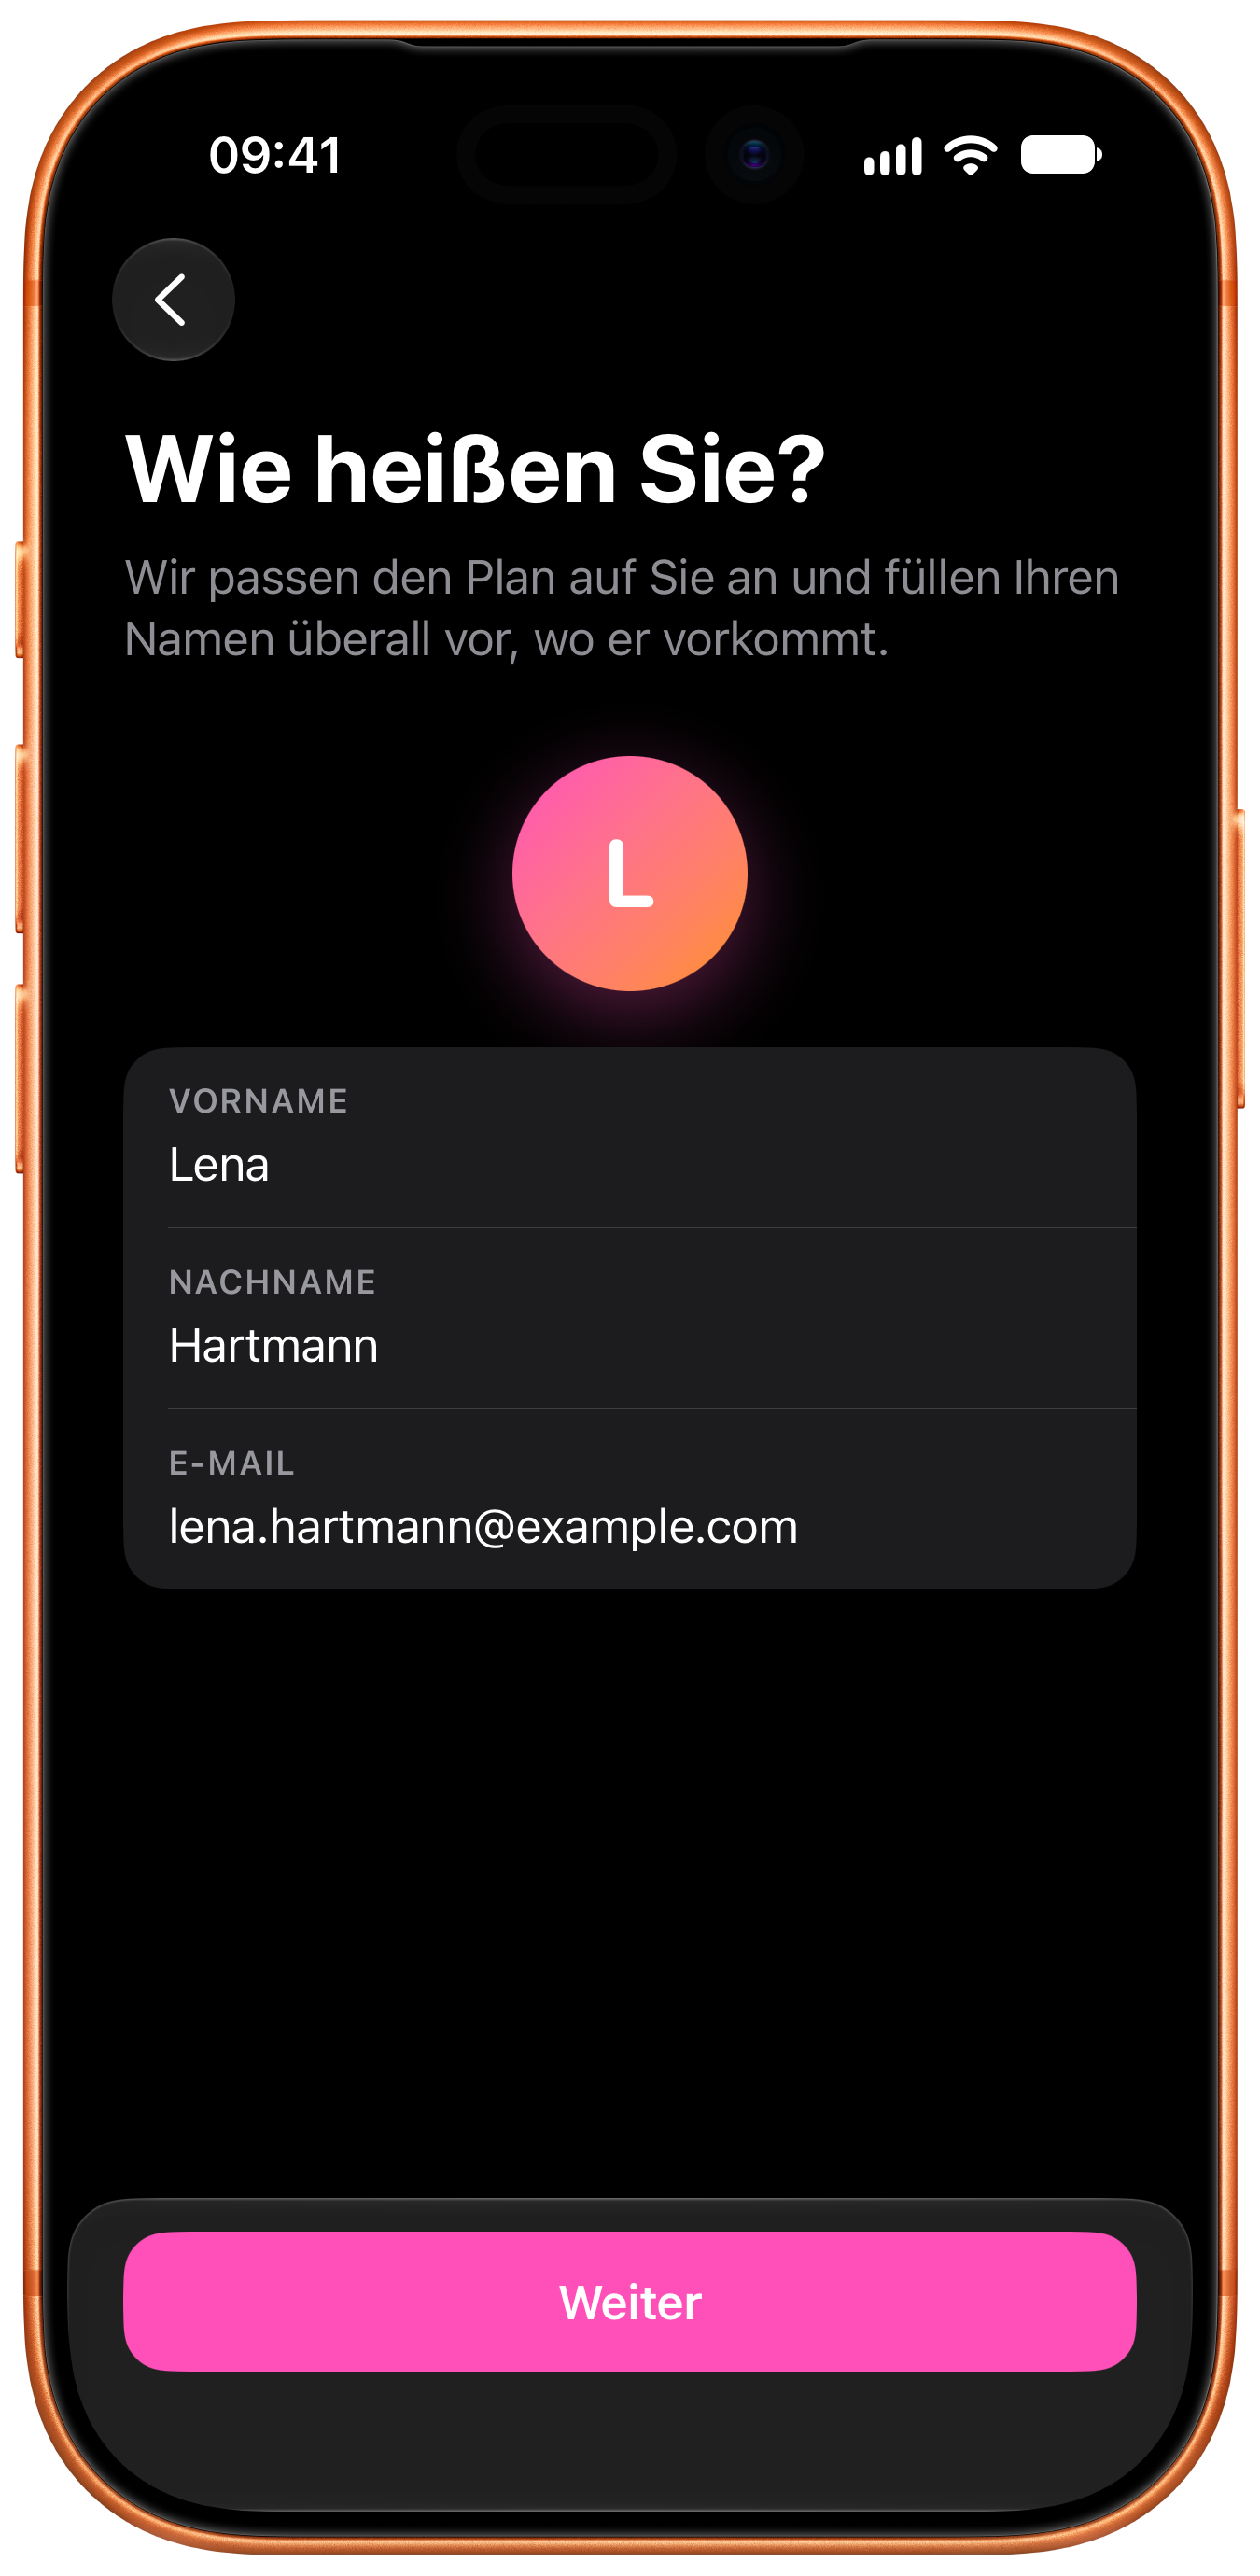 09:41
Wie heißen Sie?
Wir passen den Plan auf Sie an und füllen Ihren
Namen überall vor, wo er vorkommt.
L
VORNAME
Lena
NACHNAME
Hartmann
E-MAIL
lena.hartmann@example.com
Weiter